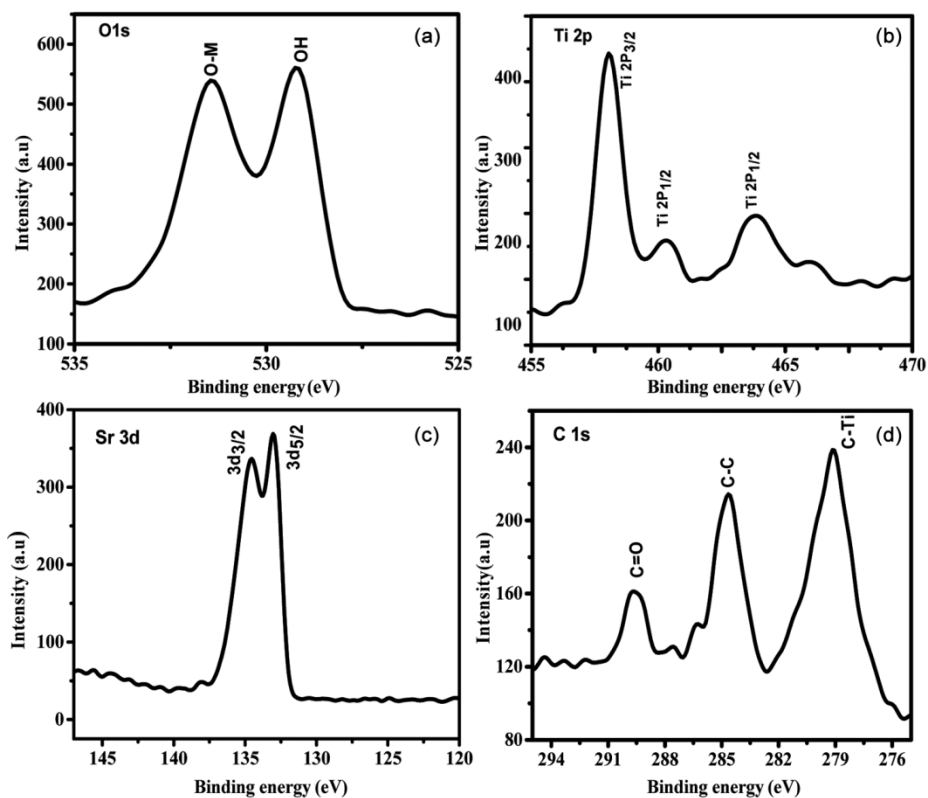 O1s
(a)
O-M
OH
Intensity (a.u)
650
600
500
400
300
200
100
535
530
525
Binding energy (eV)
Ti 2p
(b)
Ti 2P3/2
Ti 2P1/2
Ti 2P1/2
Intensity (a.u)
400
300
200
100
455
460
465
470
Binding energy (eV)
Sr 3d
(c)
3d3/2
3d5/2
Intensity (a.u)
400
300
200
100
50
0
145
140
135
130
125
120
Binding energy (eV)
C 1s
(d)
C=O
C-C
C-Ti
Intensity(a.u)
240
200
160
120
80
294
291
288
285
282
279
276
Binding energy (eV)